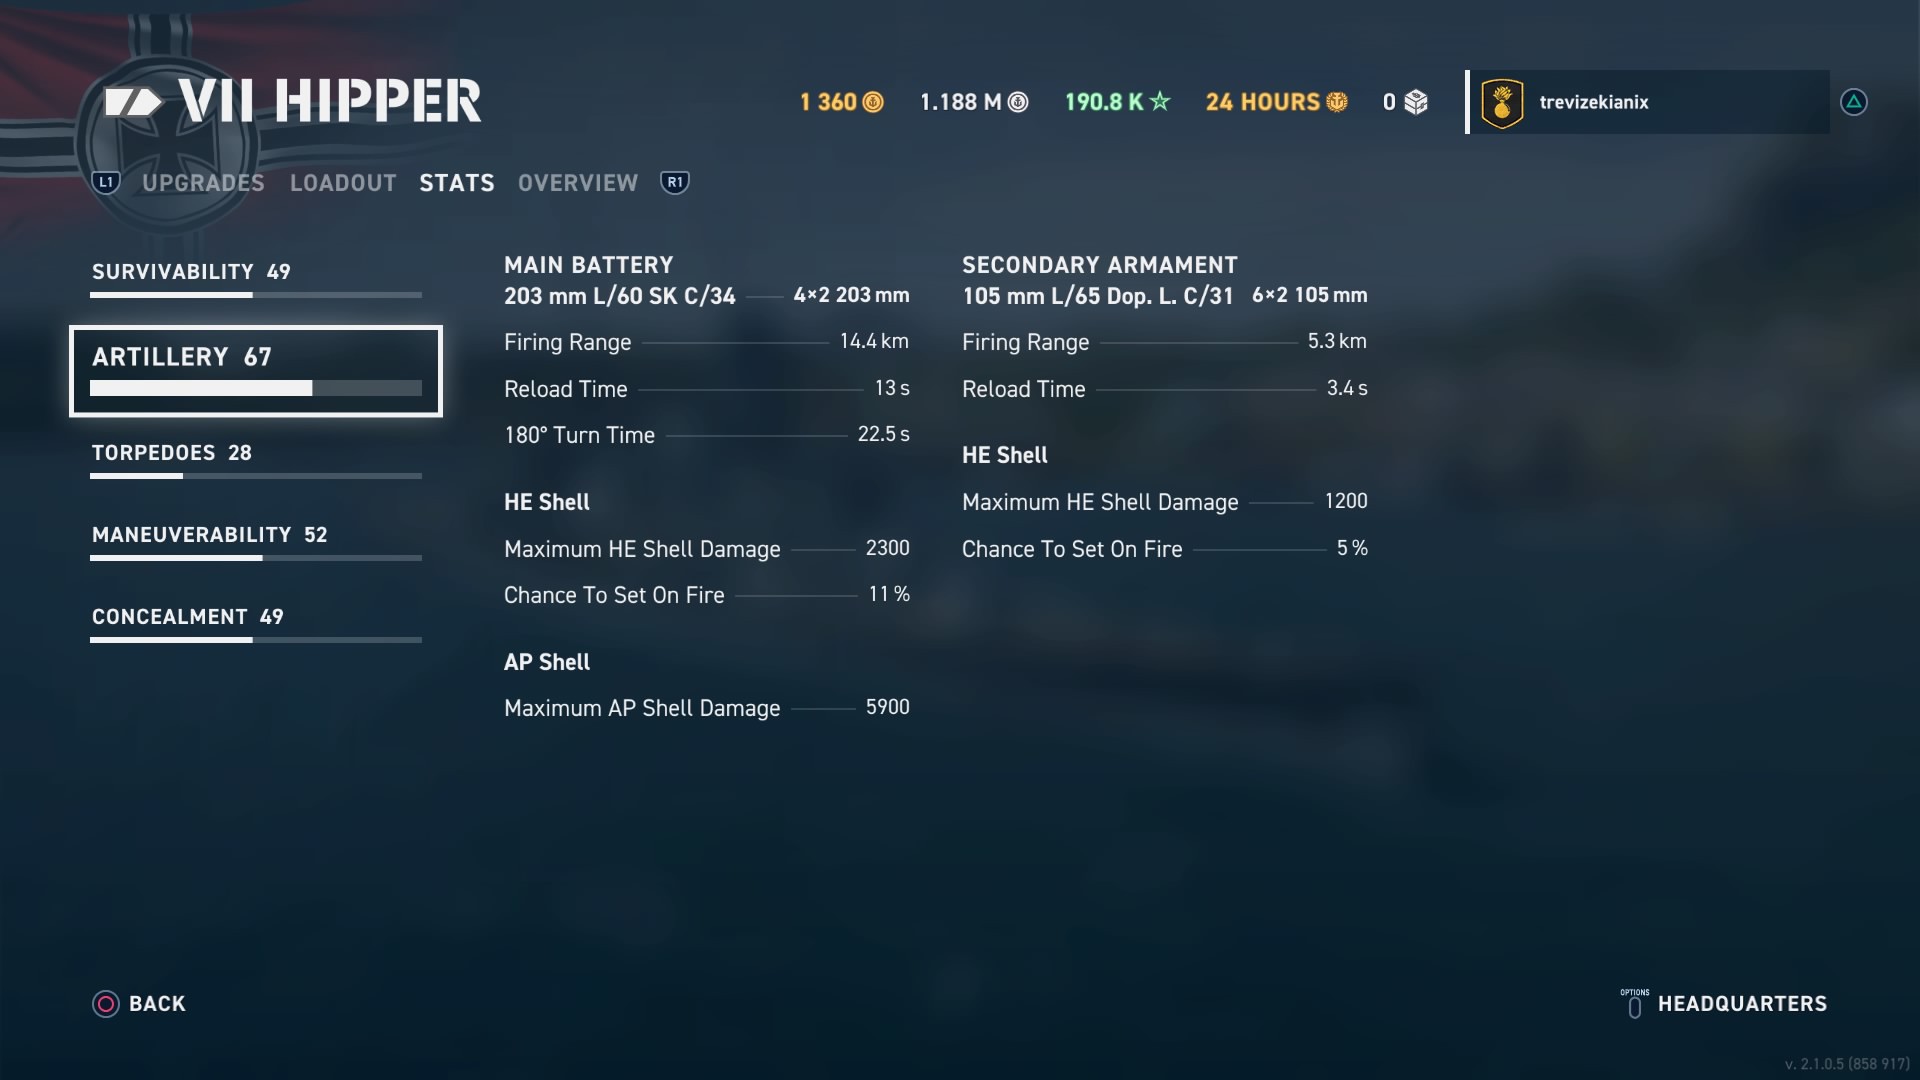 VII HIPPER
1 360
1.188 M
190.8 K
24 HOURS
0
trevizekianix
L1 UPGRADES LOADOUT STATS OVERVIEW R1
SURVIVABILITY 49
ARTILLERY 67
TORPEDOES 28
MANEUVERABILITY 52
CONCEALMENT 49
MAIN BATTERY
203 mm L/60 SK C/34 4×2 203 mm
Firing Range 14.4 km
Reload Time 13 s
180° Turn Time 22.5 s
HE Shell
Maximum HE Shell Damage 2300
Chance To Set On Fire 11 %
AP Shell
Maximum AP Shell Damage 5900
SECONDARY ARMAMENT
105 mm L/65 Dop. L. C/31 6×2 105 mm
Firing Range 5.3 km
Reload Time 3.4 s
HE Shell
Maximum HE Shell Damage 1200
Chance To Set On Fire 5 %
BACK
OPTIONS
HEADQUARTERS
v. 2.1.0.5 (858 917)